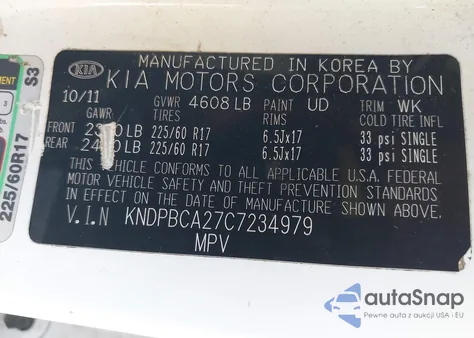 MANUFACTURED IN KOREA BY
KIA KIA MOTORS CORPORATION
10/11 GVWR 4608 LB PAINT UD TRIM WK
GAWR TIRES RIMS COLD TIRE INFL
FRONT LB 225/60 R17 6.5Jx17 33 psi SINGLE
REAR LB 225/60 R17 6.5Jx17 33 psi SINGLE
THIS VEHICLE CONFORMS TO ALL APPLICABLE U.S.A. FEDERAL
MOTOR VEHICLE SAFETY AND THEFT PREVENTION STANDARDS
IN EFFECT ON THE DATE OF MANUFACTURE SHOWN ABOVE.
V.I.N KNDPBCA27C7234979
MPV
S3
3
225/60R17
autoSnap
Pewne auta z aukcji USA i EU